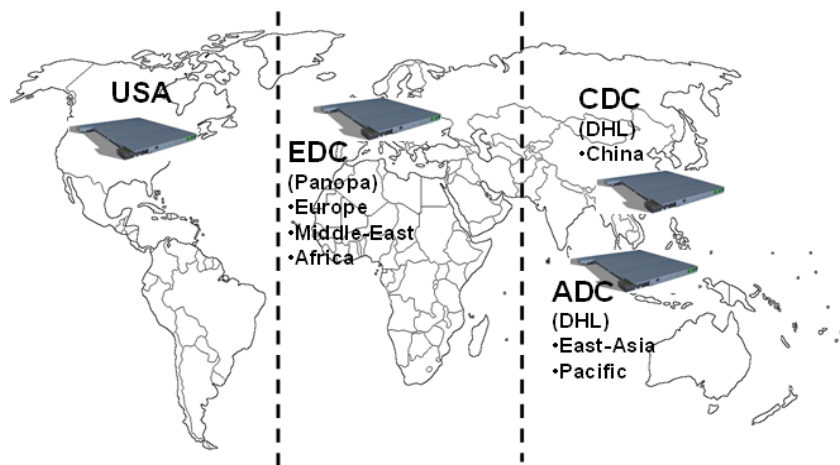 USA
EDC
(Panopa)
•Europe
•Middle-East
•Africa
CDC
(DHL)
•China
ADC
(DHL)
•East-Asia
•Pacific